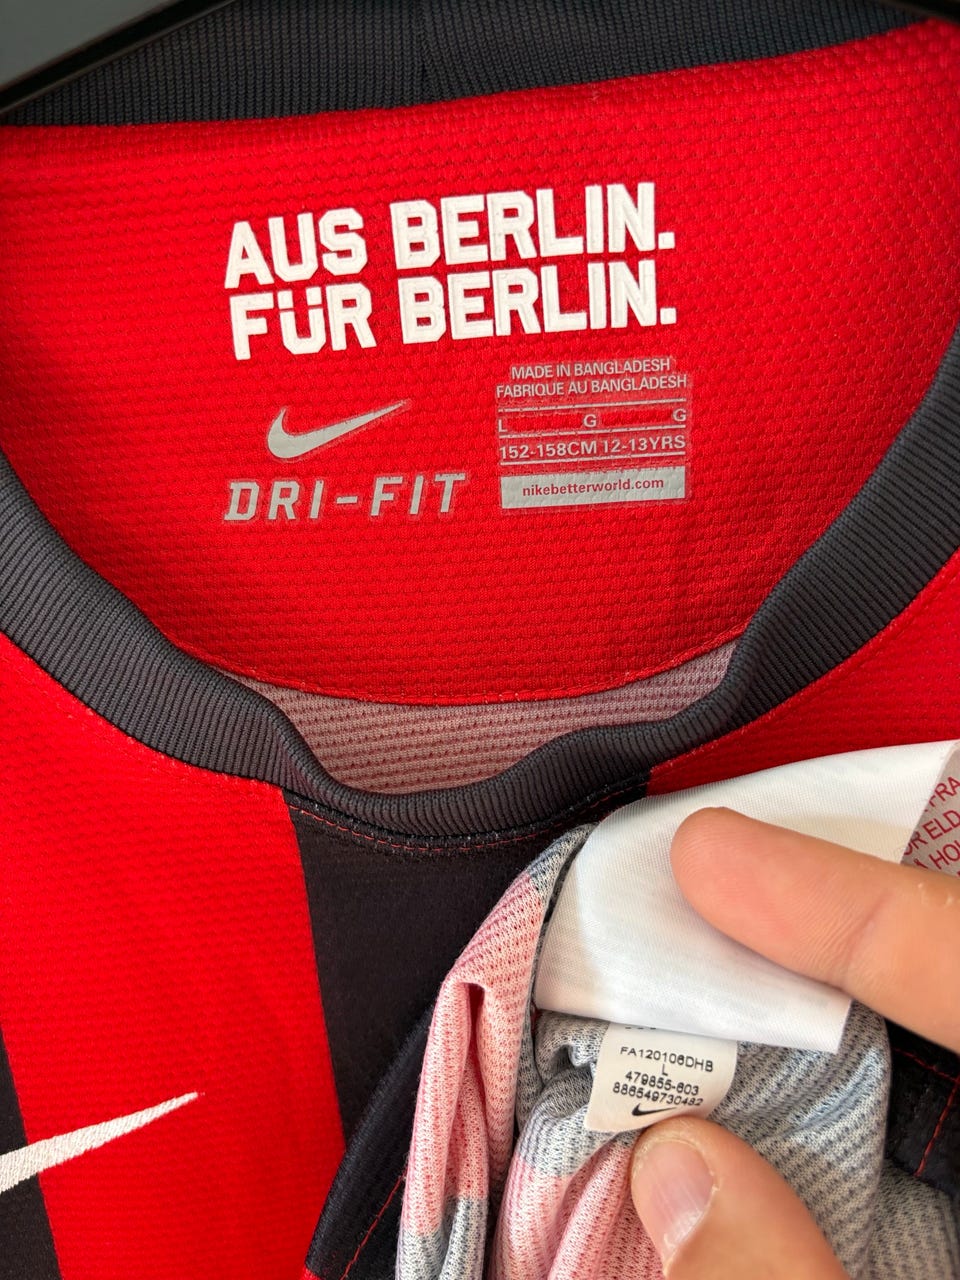 AUS BERLIN.
FÜR BERLIN.
MADE IN BANGLADESH
FABRIQUE AU BANGLADESH
L G G
152-158CM 12-13YRS
nikebetterworld.com
DRI-FIT
FA120106DHB
L
479855-603
886549730482